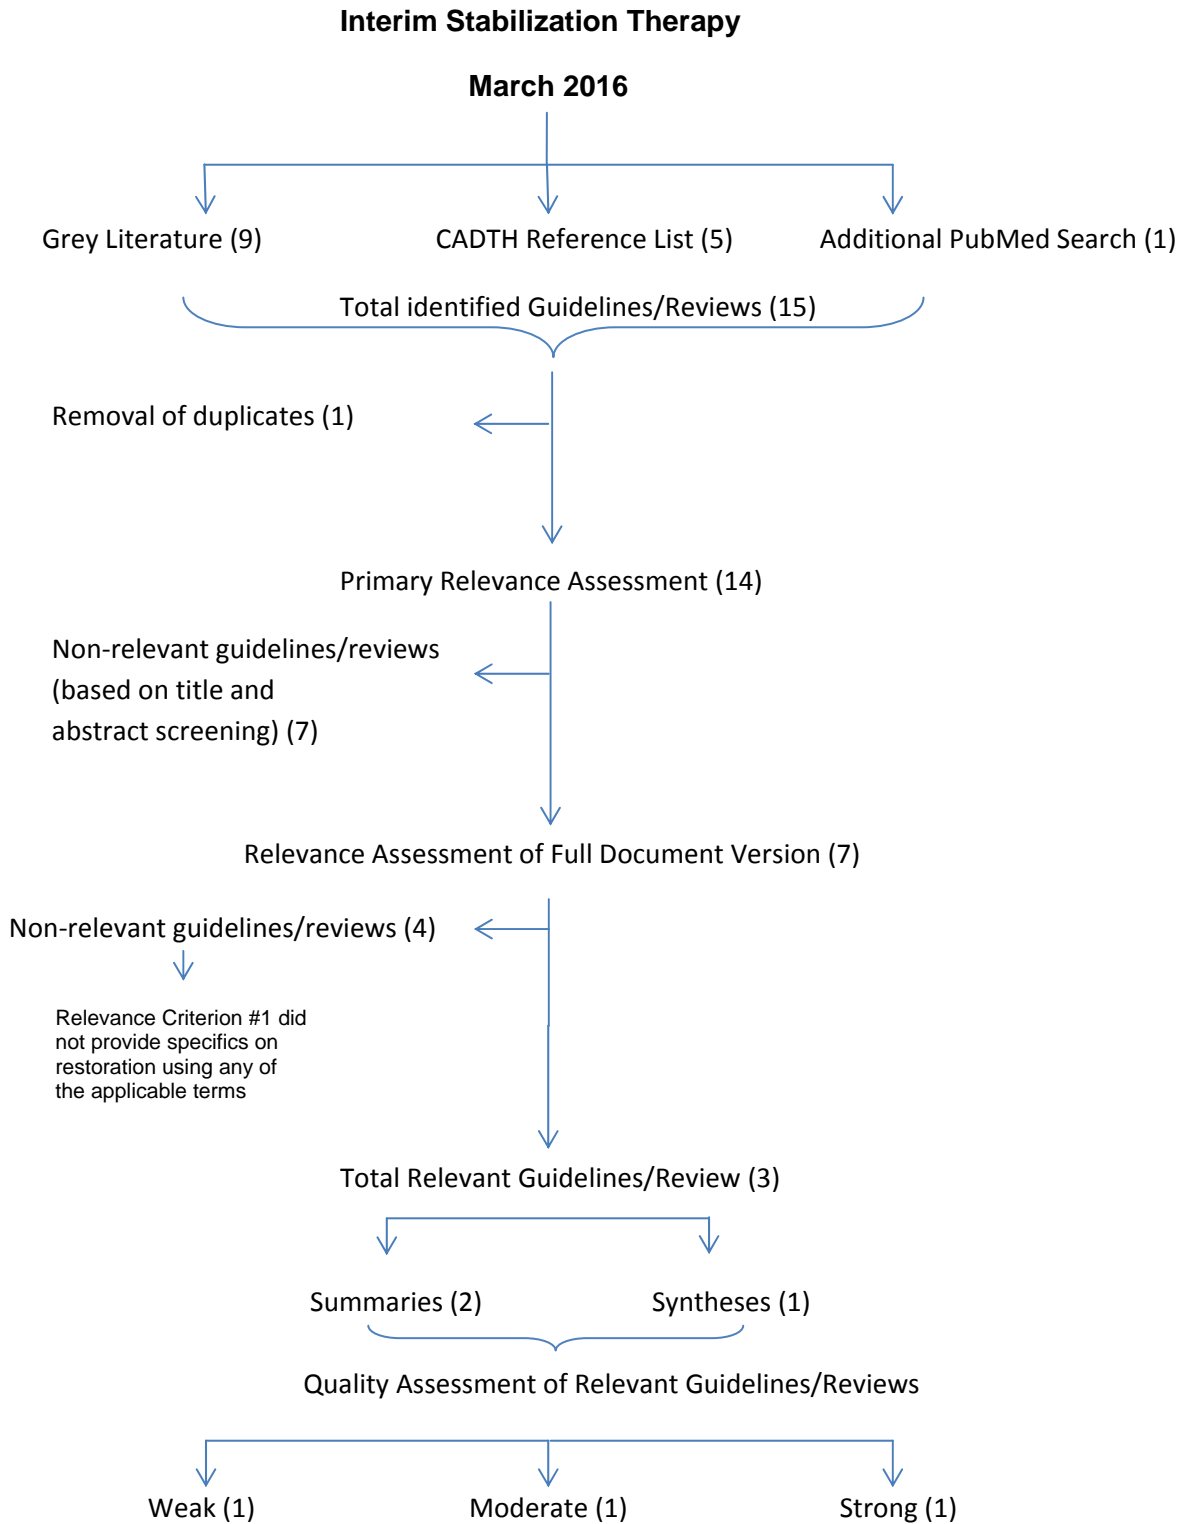 Interim Stabilization Therapy
March 2016
Grey Literature (9)
CADTH Reference List (5)
Additional PubMed Search (1)
Total identified Guidelines/Reviews (15)
Removal of duplicates (1)
Primary Relevance Assessment (14)
Non-relevant guidelines/reviews
(based on title and
abstract screening) (7)
Relevance Assessment of Full Document Version (7)
Non-relevant guidelines/reviews (4)
Relevance Criterion #1 did
not provide specifics on
restoration using any of
the applicable terms
Total Relevant Guidelines/Review (3)
Summaries (2)
Syntheses (1)
Quality Assessment of Relevant Guidelines/Reviews
Weak (1)
Moderate (1)
Strong (1)